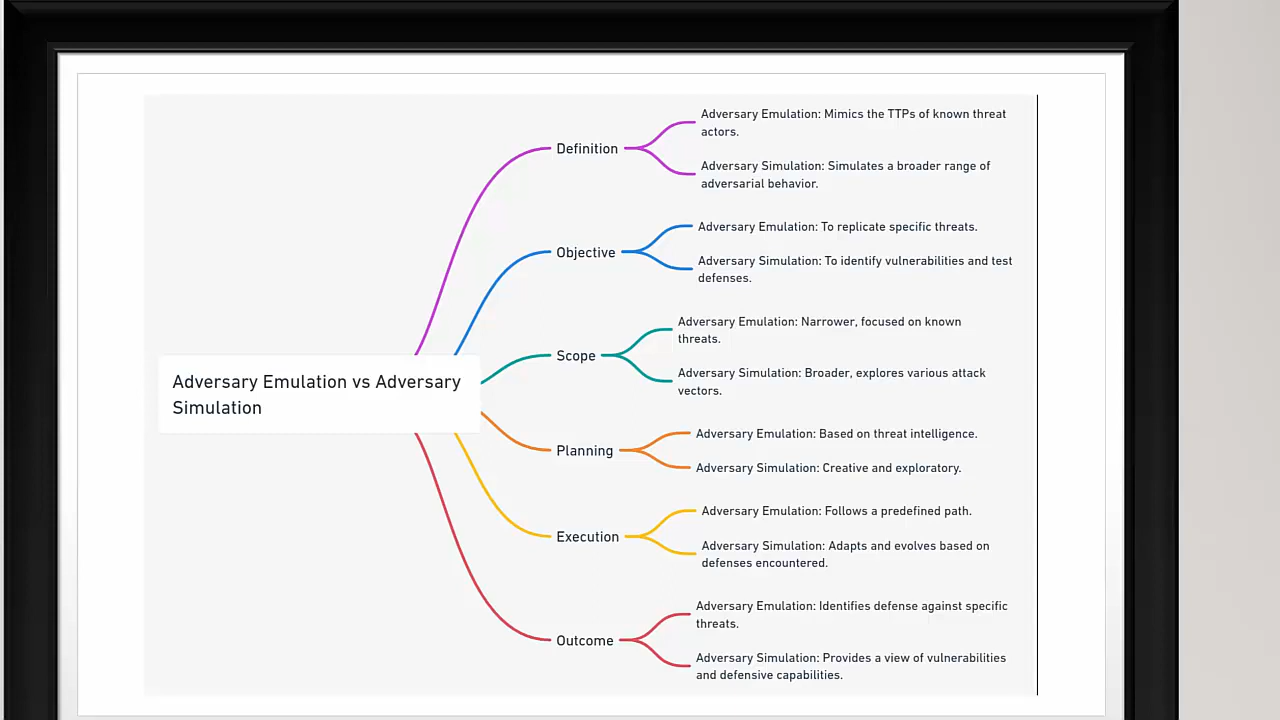 Adversary Emulation vs Adversary
Simulation
Definition
Adversary Emulation: Mimics the TTPs of known threat
actors.
Adversary Simulation: Simulates a broader range of
adversarial behavior.
Objective
Adversary Emulation: To replicate specific threats.
Adversary Simulation: To identify vulnerabilities and test
defenses.
Scope
Adversary Emulation: Narrower, focused on known
threats.
Adversary Simulation: Broader, explores various attack
vectors.
Planning
Adversary Emulation: Based on threat intelligence.
Adversary Simulation: Creative and exploratory.
Execution
Adversary Emulation: Follows a predefined path.
Adversary Simulation: Adapts and evolves based on
defenses encountered.
Outcome
Adversary Emulation: Identifies defense against specific
threats.
Adversary Simulation: Provides a view of vulnerabilities
and defensive capabilities.